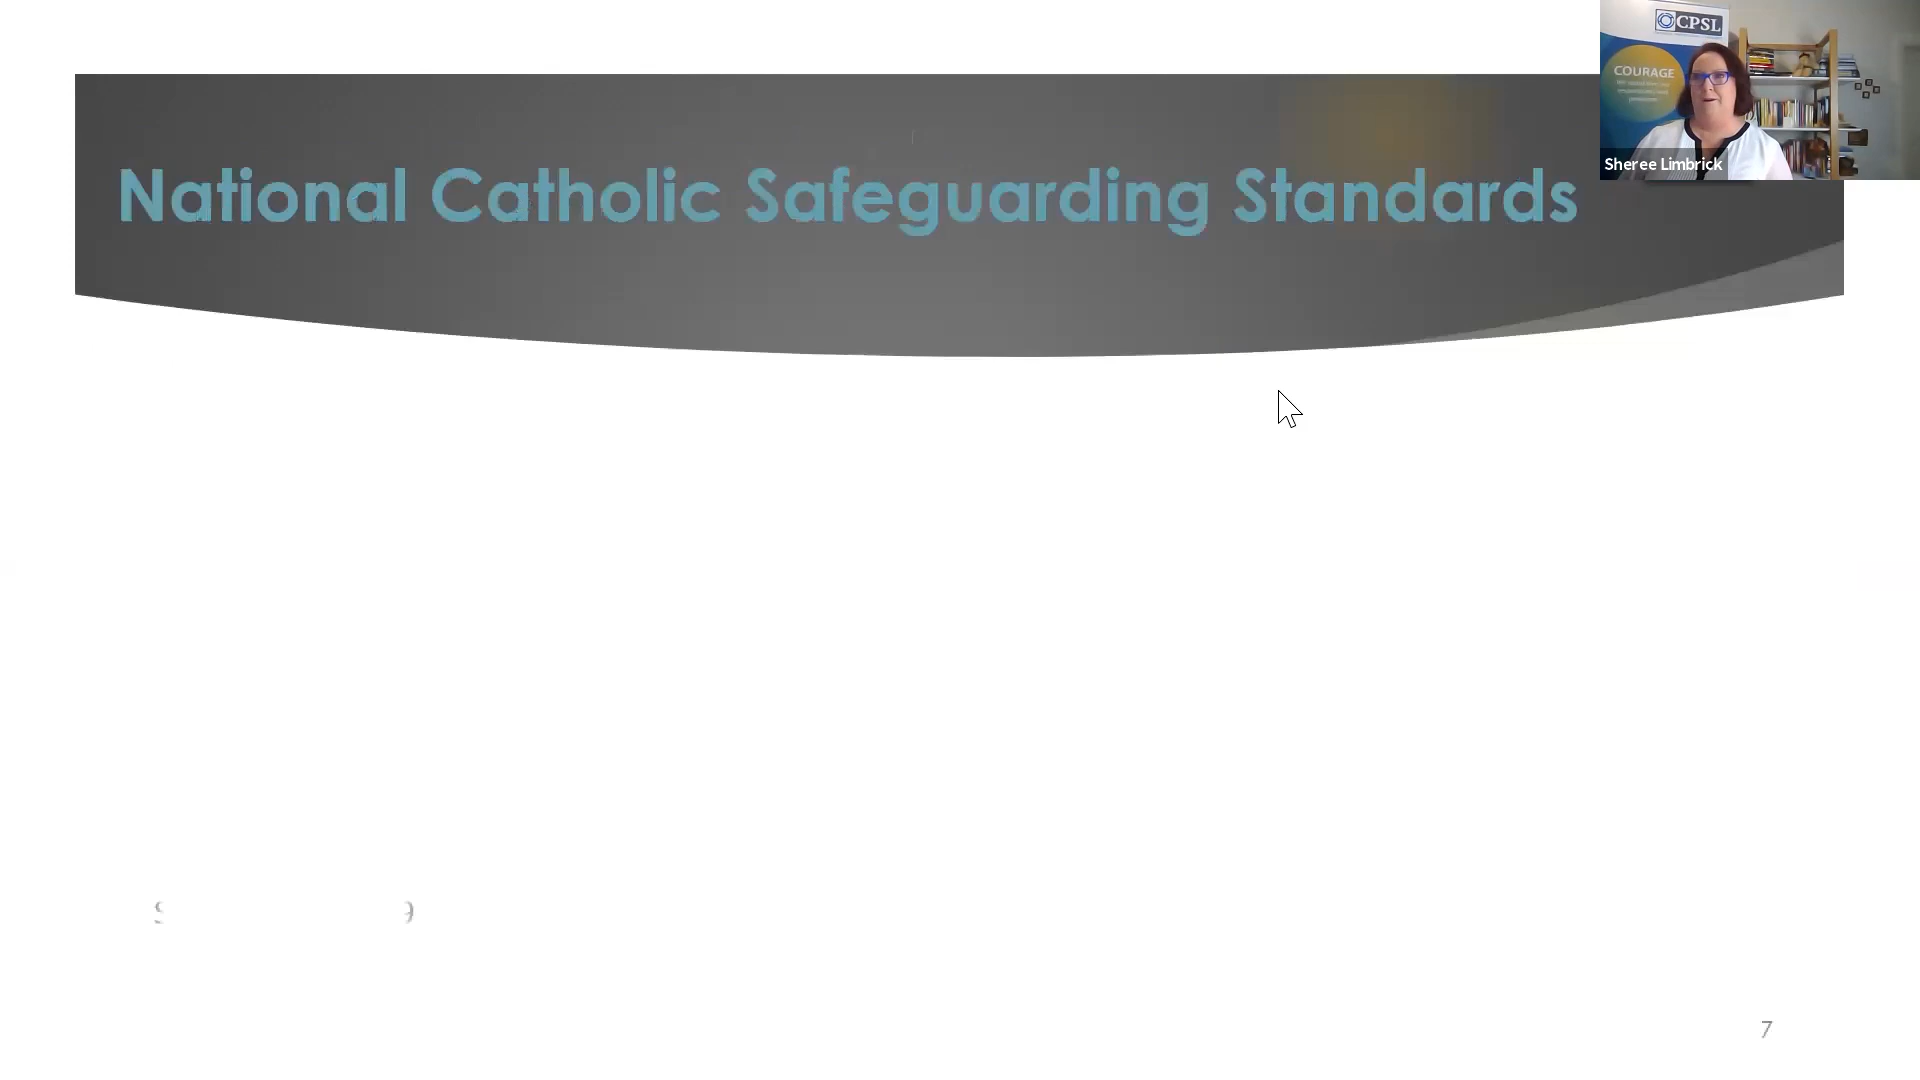 CPSL
COURAGE
Sheree Limbrick
National Catholic Safeguarding Standards
7